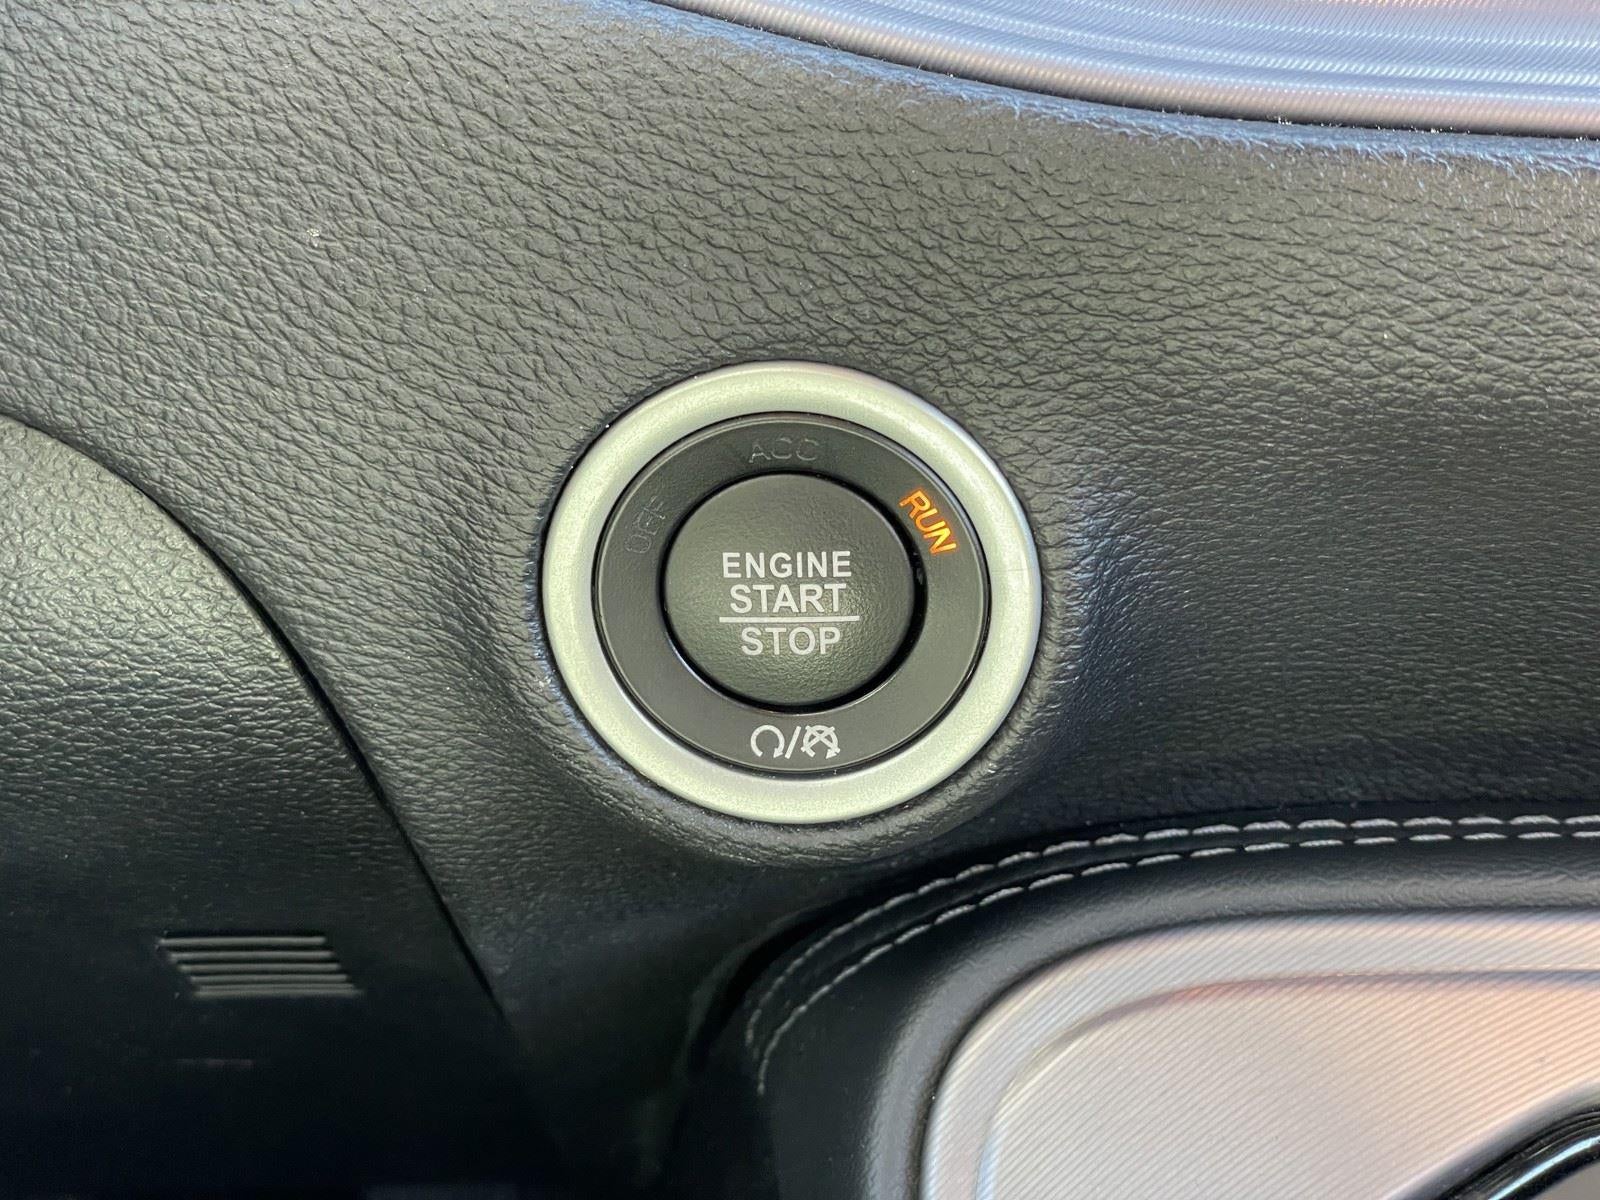 ACC
OFF
RUN
ENGINE
START
STOP